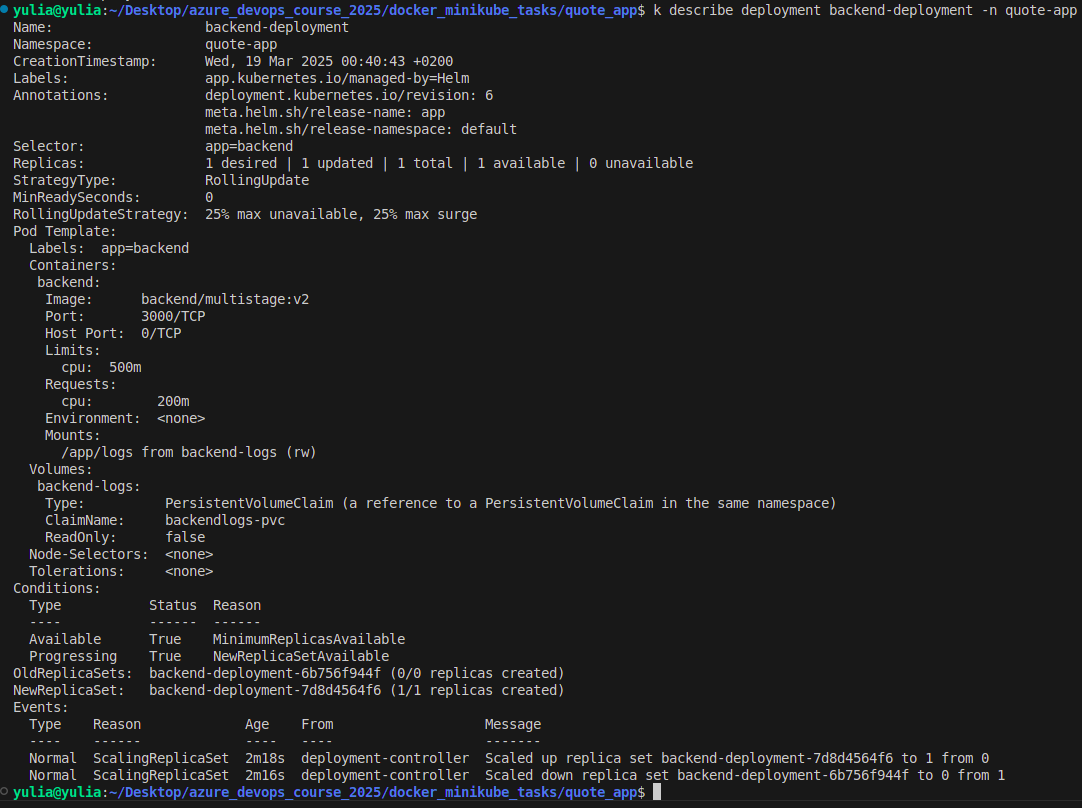 yulia@yulia:~/Desktop/azure_devops_course_2025/docker_minikube_tasks/quote_app$ k describe deployment backend-deployment -n quote-app
Name:                   backend-deployment
Namespace:              quote-app
CreationTimestamp:      Wed, 19 Mar 2025 00:40:43 +0200
Labels:                 app.kubernetes.io/managed-by=Helm
Annotations:            deployment.kubernetes.io/revision: 6
                        meta.helm.sh/release-name: app
                        meta.helm.sh/release-namespace: default
Selector:               app=backend
Replicas:               1 desired | 1 updated | 1 total | 1 available | 0 unavailable
StrategyType:           RollingUpdate
MinReadySeconds:        0
RollingUpdateStrategy:  25% max unavailable, 25% max surge
Pod Template:
  Labels:  app=backend
  Containers:
   backend:
    Image:      backend/multistage:v2
    Port:       3000/TCP
    Host Port:  0/TCP
    Limits:
      cpu:  500m
    Requests:
      cpu:        200m
    Environment:  <none>
    Mounts:
      /app/logs from backend-logs (rw)
  Volumes:
   backend-logs:
    Type:          PersistentVolumeClaim (a reference to a PersistentVolumeClaim in the same namespace)
    ClaimName:     backendlogs-pvc
    ReadOnly:      false
  Node-Selectors:  <none>
  Tolerations:     <none>
Conditions:
  Type           Status  Reason
  ----           ------  ------
  Available      True    MinimumReplicasAvailable
  Progressing    True    NewReplicaSetAvailable
OldReplicaSets:  backend-deployment-6b756f944f (0/0 replicas created)
NewReplicaSet:   backend-deployment-7d8d4564f6 (1/1 replicas created)
Events:
  Type    Reason             Age    From                   Message
  ----    ------             ----   ----                   -------
  Normal  ScalingReplicaSet  2m18s  deployment-controller  Scaled up replica set backend-deployment-7d8d4564f6 to 1 from 0
  Normal  ScalingReplicaSet  2m16s  deployment-controller  Scaled down replica set backend-deployment-6b756f944f to 0 from 1
yulia@yulia:~/Desktop/azure_devops_course_2025/docker_minikube_tasks/quote_app$